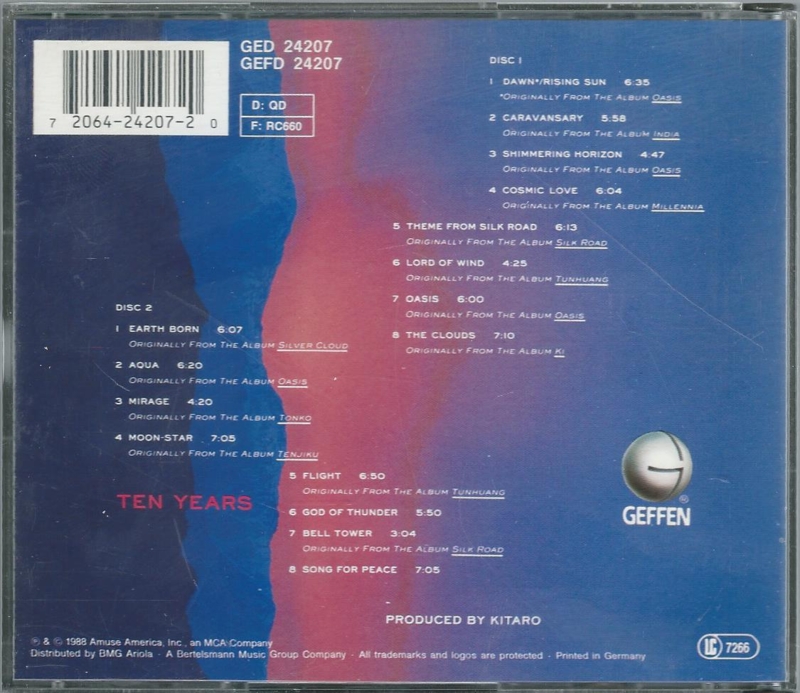 GED 24207
GEFD 24207
7 2064-24207-2 0
D: QD
F: RC660
DISC 1
1 DAWN*/RISING SUN 6:35
*ORIGINALLY FROM THE ALBUM OASIS
2 CARAVANSARY 5:58
ORIGINALLY FROM THE ALBUM INDIA
3 SHIMMERING HORIZON 4:47
ORIGINALLY FROM THE ALBUM OASIS
4 COSMIC LOVE 6:04
ORIGINALLY FROM THE ALBUM MILLENNIA
5 THEME FROM SILK ROAD 6:13
ORIGINALLY FROM THE ALBUM SILK ROAD
6 LORD OF WIND 4:25
ORIGINALLY FROM THE ALBUM TUNHUANG
7 OASIS 6:00
ORIGINALLY FROM THE ALBUM OASIS
8 THE CLOUDS 7:10
ORIGINALLY FROM THE ALBUM KI
DISC 2
1 EARTH BORN 6:07
ORIGINALLY FROM THE ALBUM SILVER CLOUD
2 AQUA 6:20
ORIGINALLY FROM THE ALBUM OASIS
3 MIRAGE 4:20
ORIGINALLY FROM THE ALBUM TONKO
4 MOON-STAR 7:05
ORIGINALLY FROM THE ALBUM TENJIKU
5 FLIGHT 6:50
ORIGINALLY FROM THE ALBUM TUNHUANG
6 GOD OF THUNDER 5:50
7 BELL TOWER 3:04
ORIGINALLY FROM THE ALBUM SILK ROAD
8 SONG FOR PEACE 7:05
TEN YEARS
®
GEFFEN
PRODUCED BY KITARO
℗ & © 1988 Amuse America, Inc., an MCA Company
Distributed by BMG Ariola · A Bertelsmann Music Group Company · All trademarks and logos are protected · Printed in Germany
LC 7266